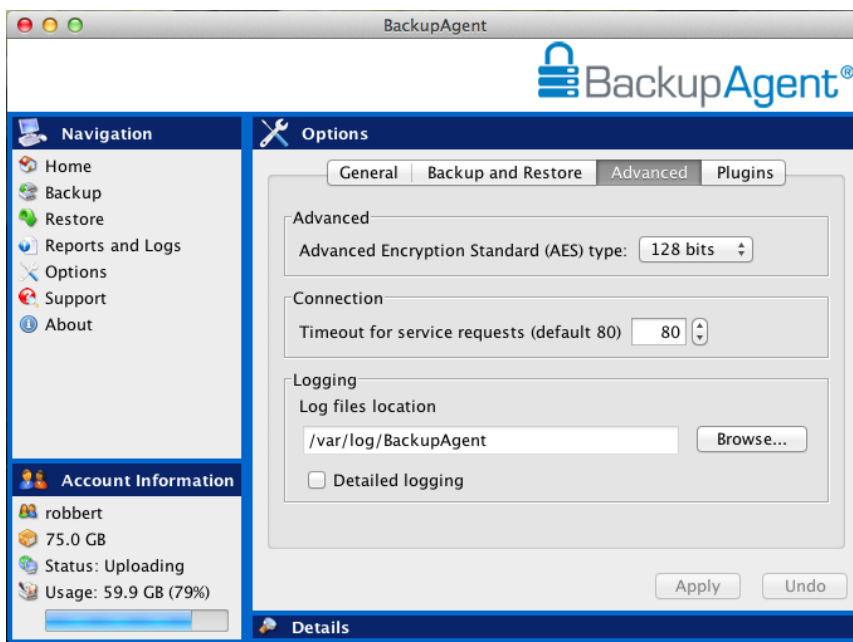 BackupAgent
BackupAgent®
Navigation
Home
Backup
Restore
Reports and Logs
Options
Support
About
Account Information
robbert
75.0 GB
Status: Uploading
Usage: 59.9 GB (79%)
Options
General Backup and Restore Advanced Plugins
Advanced
Advanced Encryption Standard (AES) type: 128 bits
Connection
Timeout for service requests (default 80) 80
Logging
Log files location
/var/log/BackupAgent Browse...
Detailed logging
Apply Undo
Details